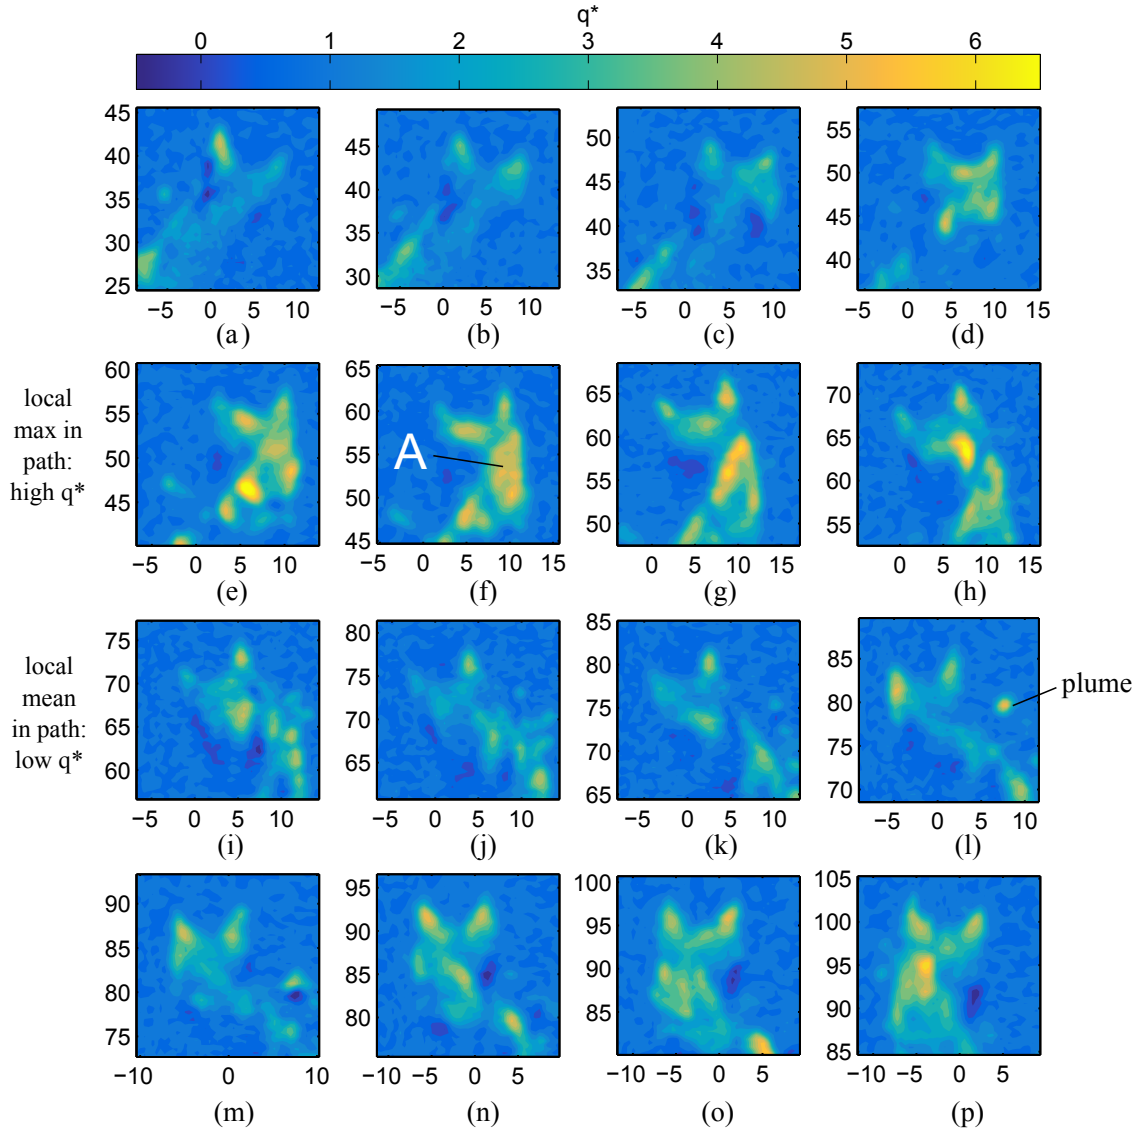 q*
0 1 2 3 4 5 6
45 40 35 30 25
−5 0 5 10
(a)
45 40 35 30
−5 0 5 10
(b)
50 45 40 35
−5 0 5 10
(c)
55 50 45 40
−5 0 5 10 15
(d)
local
max in
path:
high q*
60 55 50 45
−5 0 5 10
(e)
65 60 55 50 45
A
−5 0 5 10 15
(f)
65 60 55 50
0 5 10 15
(g)
70 65 60 55
0 5 10 15
(h)
local
mean
in path:
low q*
75 70 65 60
−5 0 5 10
(i)
80 75 70 65
−5 0 5 10
(j)
85 80 75 70 65
−5 0 5 10
(k)
85 80 75 70
plume
−5 0 5 10
(l)
90 85 80 75
−10 0 10
(m)
95 90 85 80
−10 −5 0 5
(n)
100 95 90 85
−10 −5 0 5
(o)
105 100 95 90 85
−10 −5 0 5
(p)